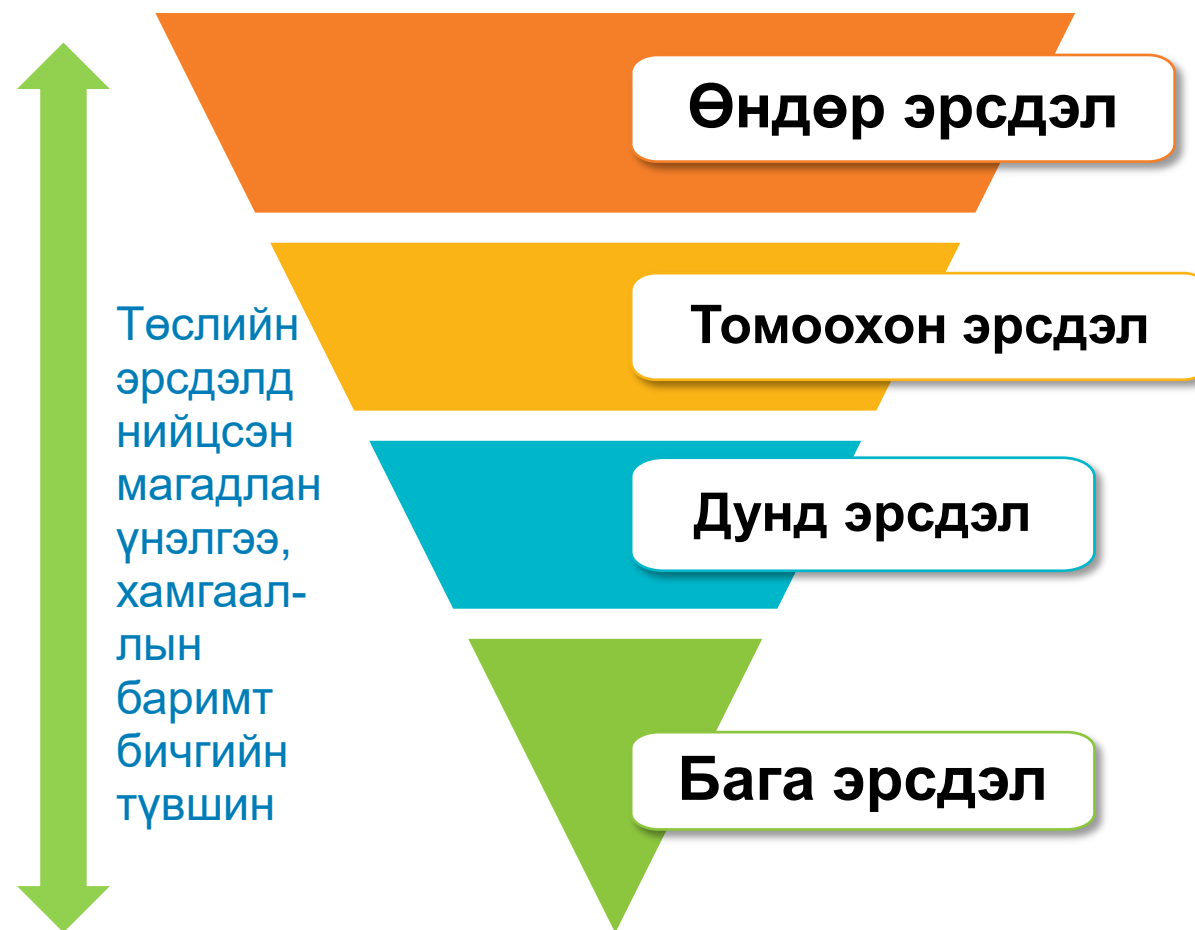 Өндөр эрсдэл
Томоохон эрсдэл
Дунд эрсдэл
Бага эрсдэл
Төслийн
эрсдэлд
нийцсэн
магадлан
үнэлгээ,
хамгаал-
лын
баримт
бичгийн
түвшин